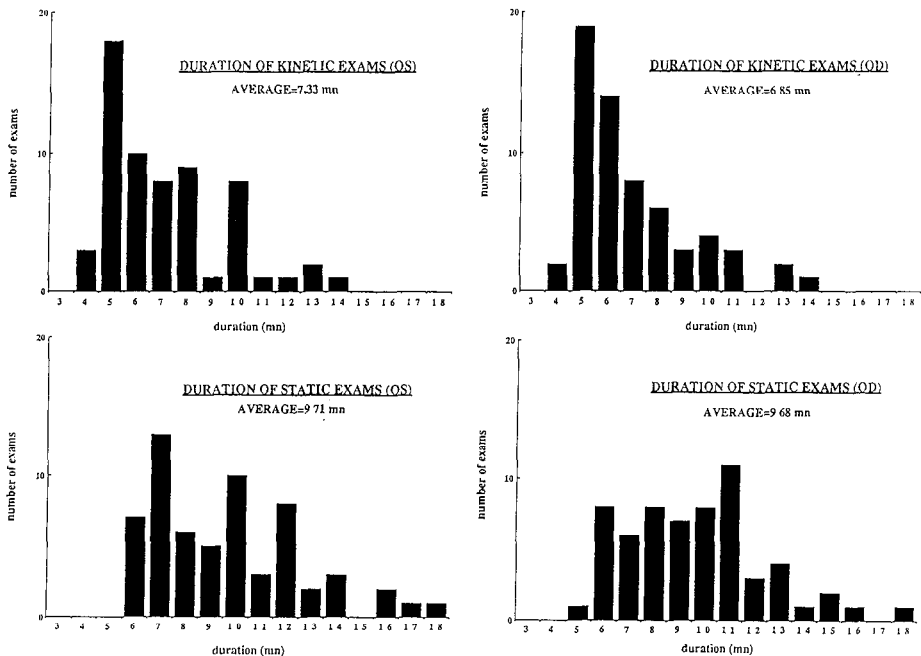 20
DURATION OF KINETIC EXAMS (OS)
AVERAGE=7.33 mn
number of exams
10
0
3 4 5 6 7 8 9 10 11 12 13 14 15 16 17 18
duration (mn)
20
DURATION OF KINETIC EXAMS (OD)
AVERAGE=6.85 mn
number of exams
10
0
3 4 5 6 7 8 9 10 11 12 13 14 15 16 17 18
duration (mn)
20
DURATION OF STATIC EXAMS (OS)
AVERAGE=9 71 mn
number of exams
10
0
3 4 5 6 7 8 9 10 11 12 13 14 15 16 17 18
duration (mn)
20
DURATION OF STATIC EXAMS (OD)
AVERAGE=9 68 mn
number of exams
10
0
3 4 5 6 7 8 9 10 11 12 13 14 15 16 17 18
duration (mn)